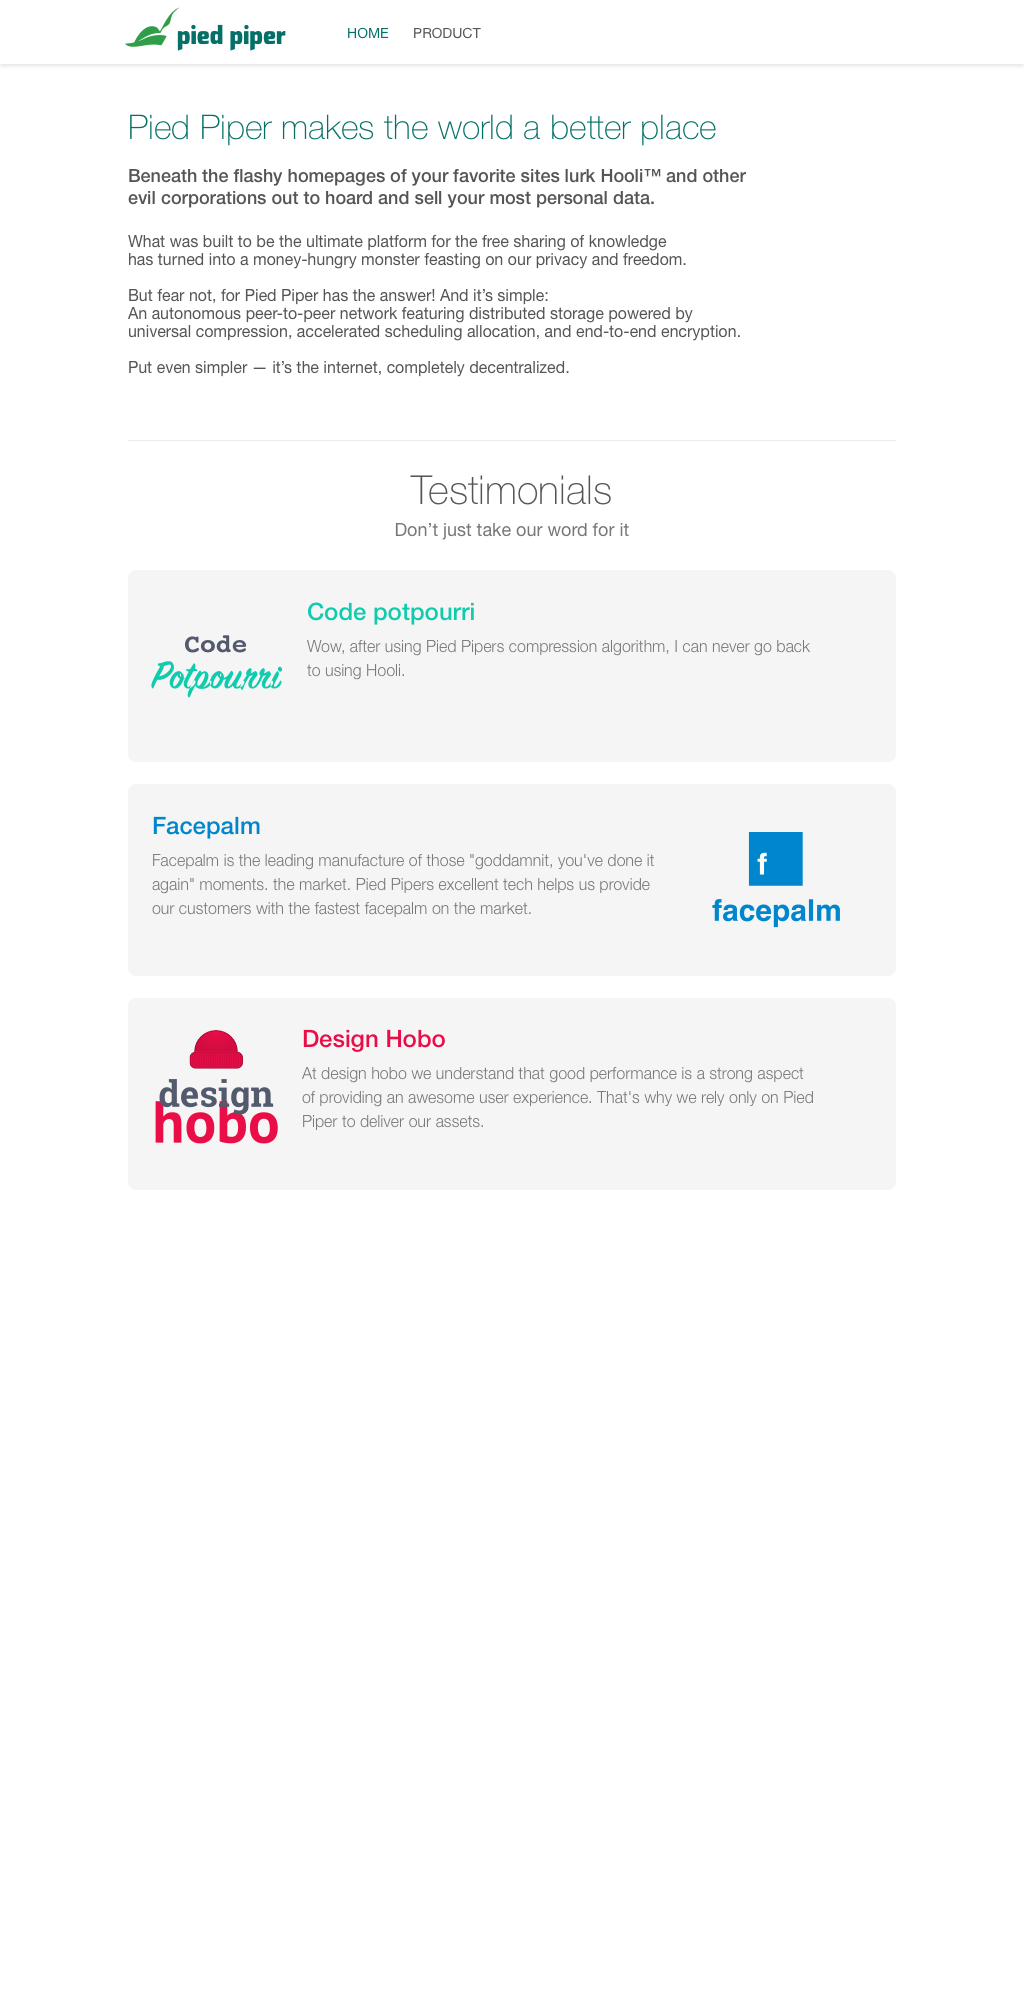 pied piper
HOME PRODUCT
Pied Piper makes the world a better place
Beneath the flashy homepages of your favorite sites lurk Hooli™ and other
evil corporations out to hoard and sell your most personal data.
What was built to be the ultimate platform for the free sharing of knowledge
has turned into a money-hungry monster feasting on our privacy and freedom.
But fear not, for Pied Piper has the answer! And it’s simple:
An autonomous peer-to-peer network featuring distributed storage powered by
universal compression, accelerated scheduling allocation, and end-to-end encryption.
Put even simpler — it’s the internet, completely decentralized.
Testimonials
Don’t just take our word for it
Code
Potpourri
Code potpourri
Wow, after using Pied Pipers compression algorithm, I can never go back
to using Hooli.
Facepalm
Facepalm is the leading manufacture of those "goddamnit, you've done it
again" moments. the market. Pied Pipers excellent tech helps us provide
our customers with the fastest facepalm on the market.
f
facepalm
design
hobo
Design Hobo
At design hobo we understand that good performance is a strong aspect
of providing an awesome user experience. That's why we rely only on Pied
Piper to deliver our assets.